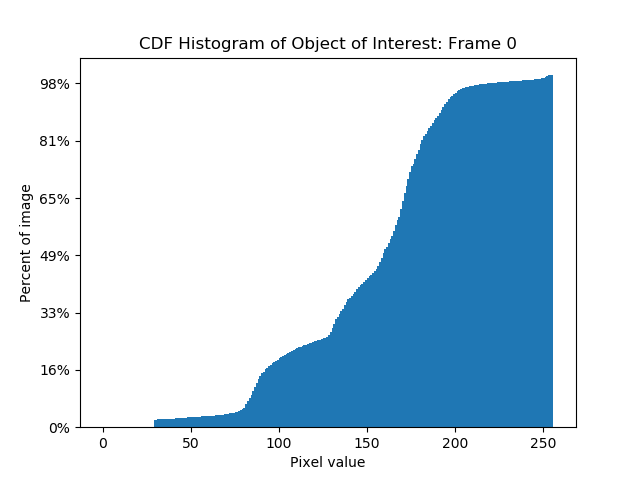 CDF Histogram of Object of Interest: Frame 0
98%
81%
65%
49%
33%
16%
0%
Percent of image
0 50 100 150 200 250
Pixel value